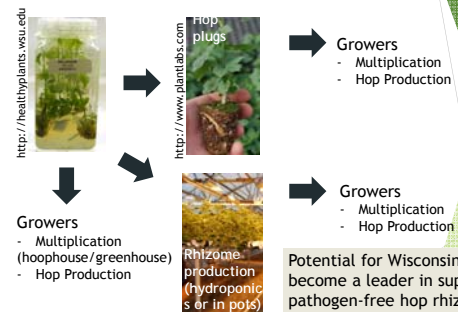 http://healthyplants.wsu.edu
http://www.plantlabs.com
Hop
plugs
Growers
- Multiplication
- Hop Production
Growers
- Multiplication
(hoophouse/greenhouse)
- Hop Production
Rhizome
production
(hydroponic
s or in pots)
Growers
- Multiplication
- Hop Production
Potential for Wisconsin
become a leader in sup
pathogen-free hop rhiz